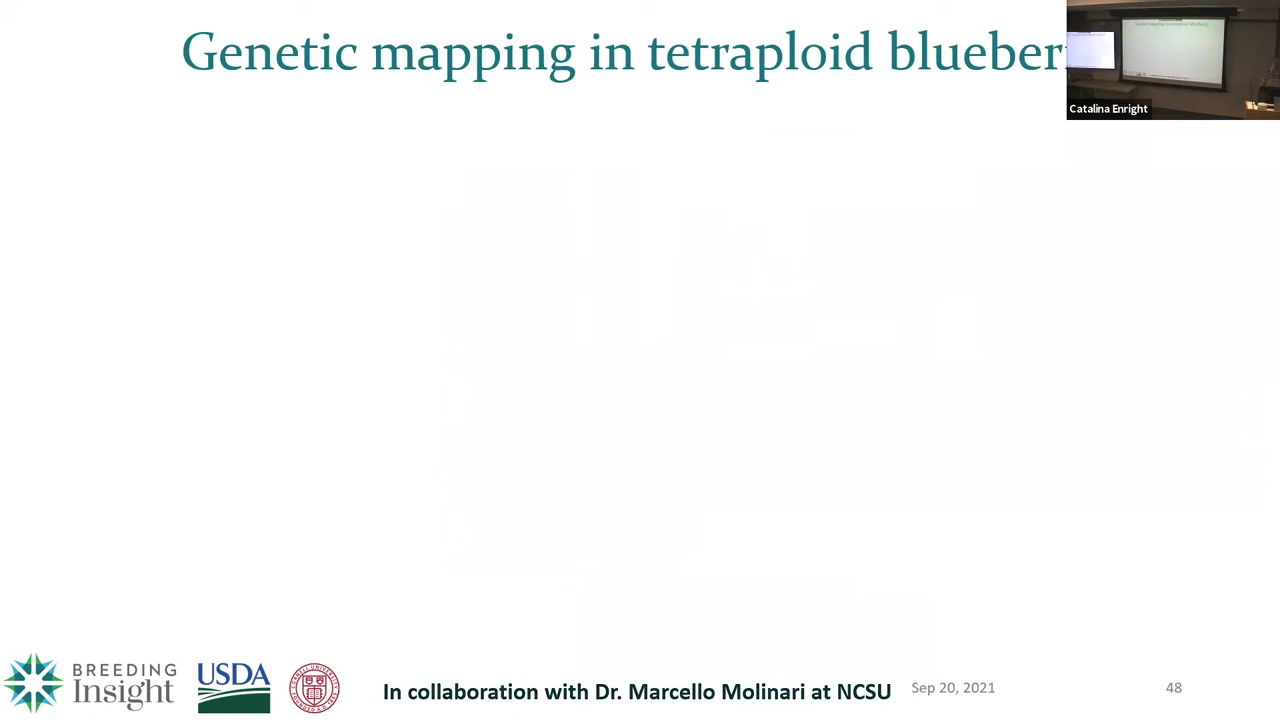 Genetic mapping in tetraploid blueber
Catalina Enright
BREEDING
Insight
USDA
In collaboration with Dr. Marcello Molinari at NCSU
Sep 20, 2021
48